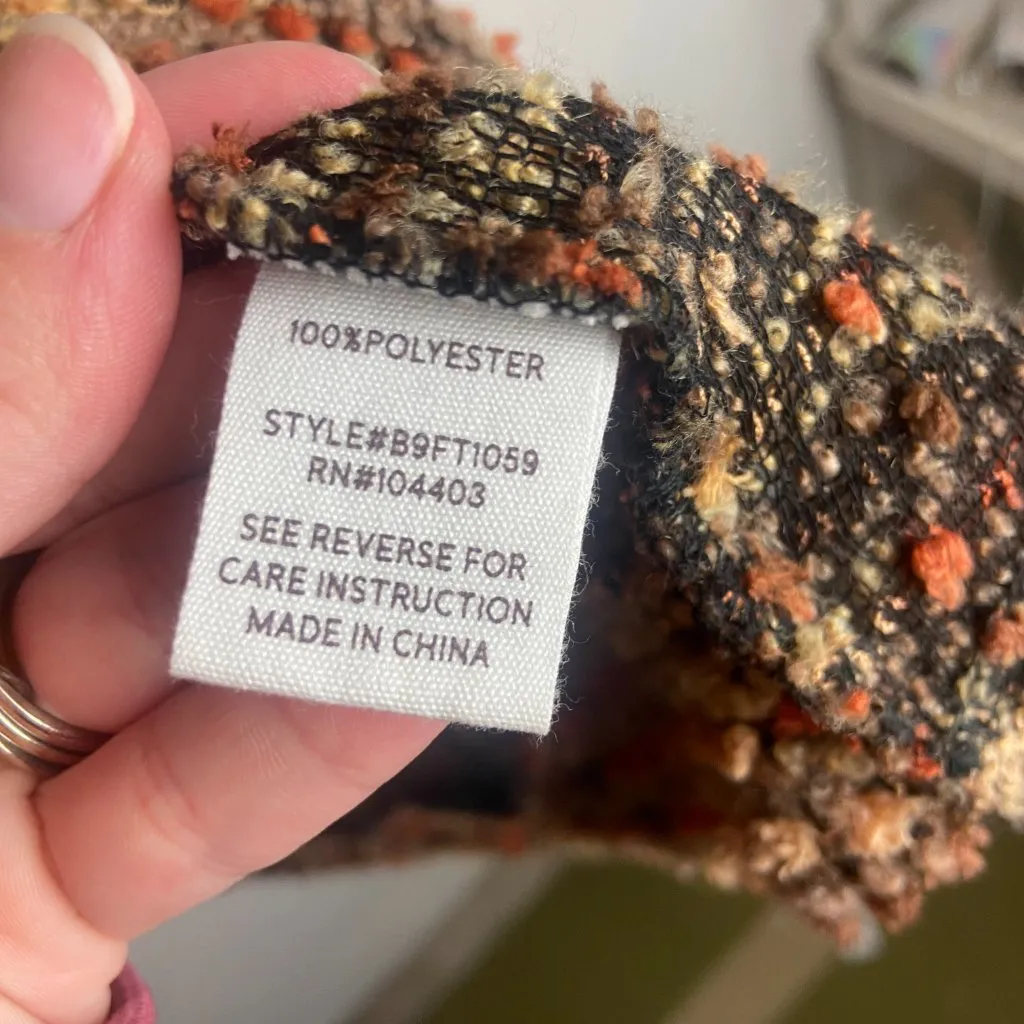 100%POLYESTER
STYLE#B9FT1059
RN#104403
SEE REVERSE FOR
CARE INSTRUCTION
MADE IN CHINA